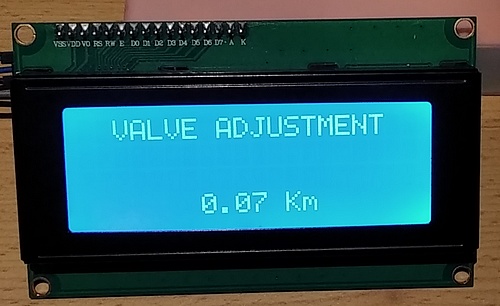 VSS VDD VO RS RW E D0 D1 D2 D3 D4 D5 D6 D7 A K
VALVE ADJUSTMENT
0.07 Km